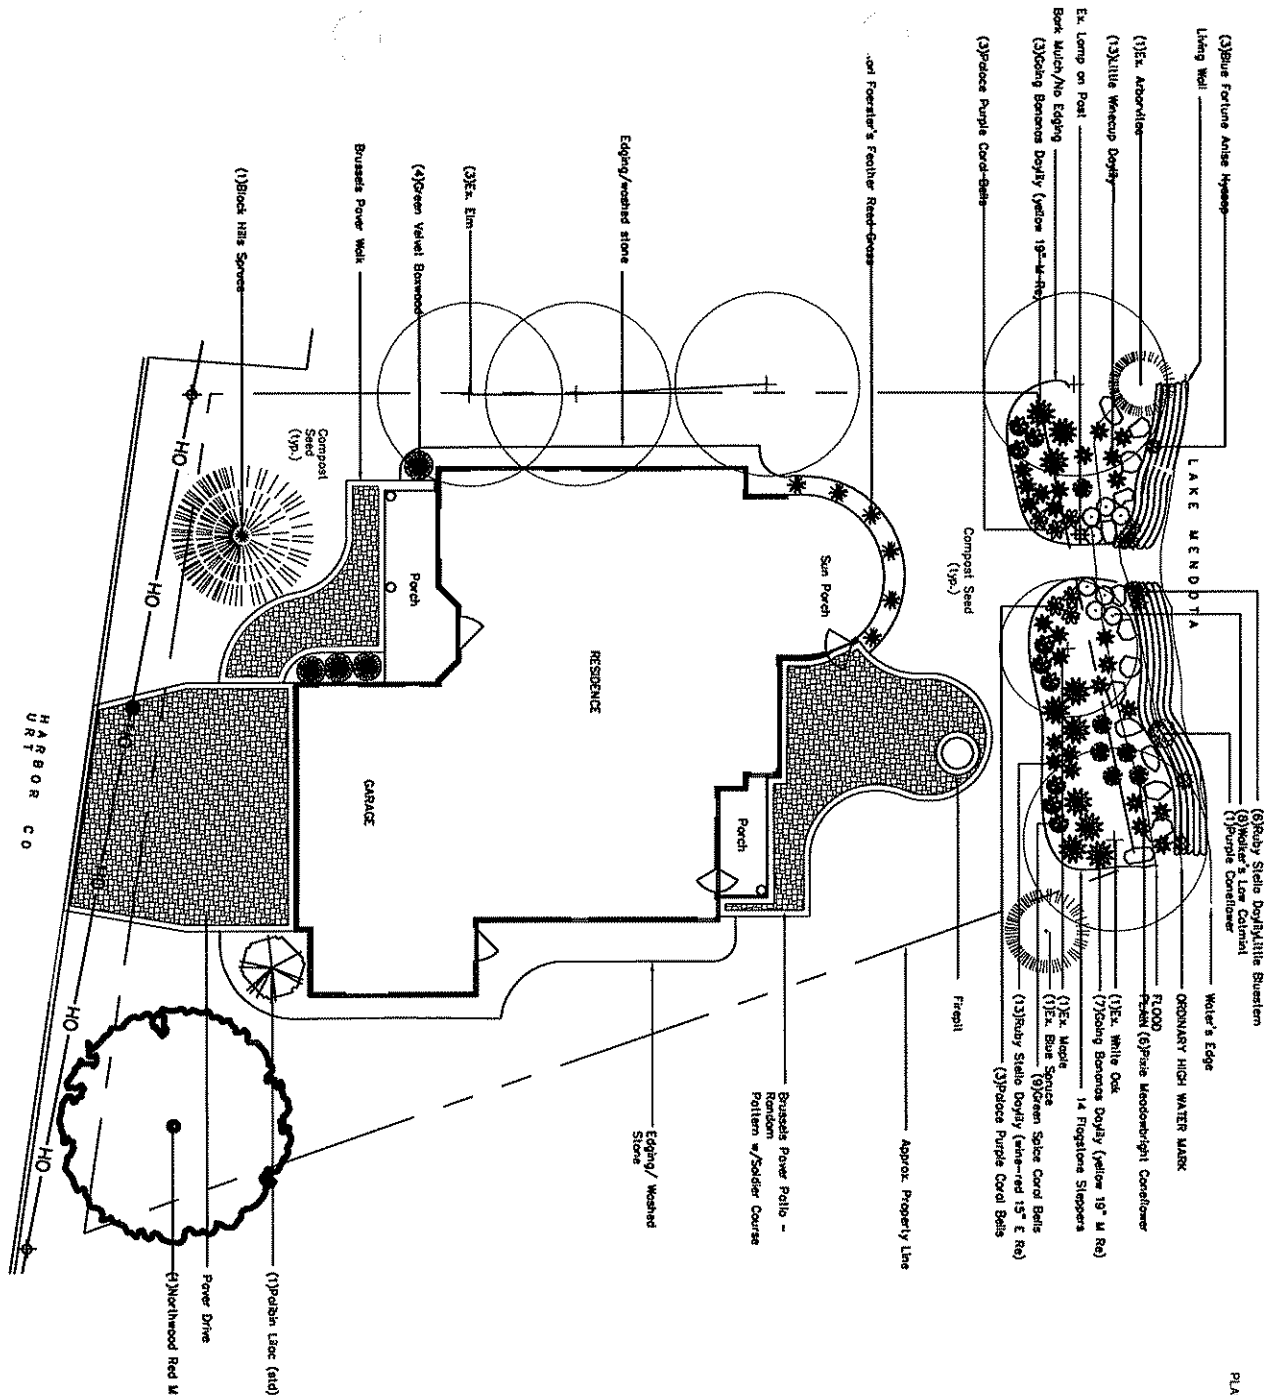 (3)Blue Fortune Anise Hyssop
Living Wall
(1)Ex. Arborvitae
(13)Little Winecup Daylily
Ex. Lamp on Post
Bark Mulch/No Edging
(3)Going Bananas Daylily (yellow 19" M Re)
(3)Palace Purple Coral Bells
Foerster's Feather Reed Grass
Edging/washed stone
(3)Ex. Elm
(4)Green Velvet Boxwood
Brussels Paver Walk
(1)Black Hills Spruce
LAKE MENDOTA
Compost
Seed
(typ.)
Compost Seed
(typ.)
Sun Porch
Porch
RESIDENCE
GARAGE
Porch
HARBOR CO
URT
OH
OH
OH
OH
OH
OH
(6)Ruby Stella Daylily
Little Bluestem
(8)Walker's Low Catmint
(1)Purple Coneflower
Water's Edge
ORDINARY HIGH WATER MARK
FLOOD
PLAIN
(6)Pixie Meadowbright Coneflower
(1)Ex. White Oak
(7)Going Bananas Daylily (yellow 19" M Re)
14 Flagstone Steppers
(9)Green Spice Coral Bells
(1)Ex. Maple
(1)Ex. Blue Spruce
(13)Ruby Stella Daylily (wine-red 15" E Re)
(3)Palace Purple Coral Bells
Firepit
Approx. Property Line
Brussels Paver Patio -
Random
Pattern w/Soldier Course
Edging/ Washed
Stone
(1)Palibin Lilac (std)
Paver Drive
(1)Northwood Red M
PLA